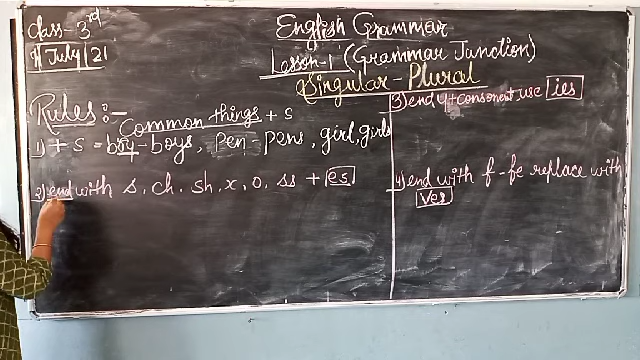 class-3rd
July 21
English Grammar
Lesson-1 (Grammar Junction)
Singular-Plural
Rules:-
Common things + s
1) + s = boy-boys, pen-pens, girl, girls
2) end with s, ch, sh, x, o, ss + es
3) end y+consonent use ies
4) end with f-fe replace with
ves